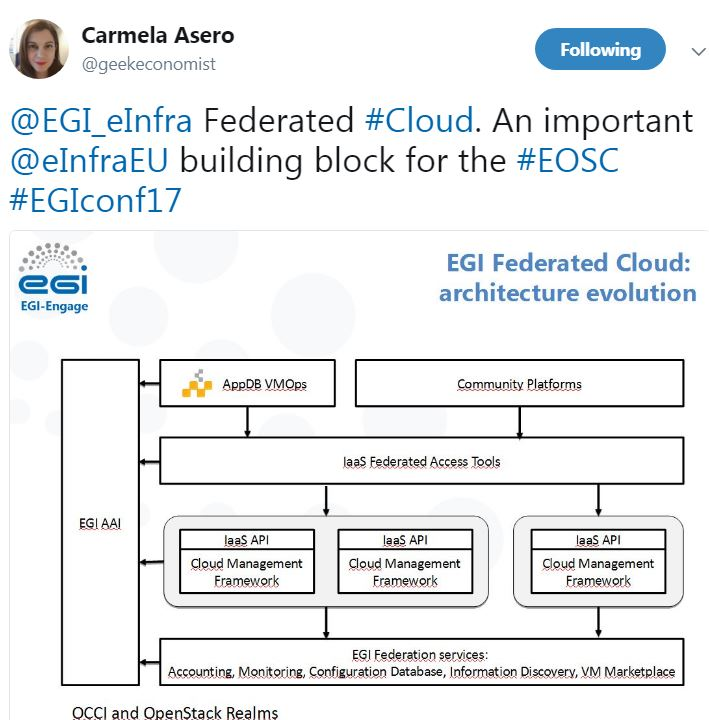 Carmela Asero
@geekeconomist
Following
@EGI_eInfra Federated #Cloud. An important
@eInfraEU building block for the #EOSC
#EGIconf17
egi
EGI-Engage
EGI Federated Cloud:
architecture evolution
AppDB VMOps
Community Platforms
IaaS Federated Access Tools
EGI AAI
IaaS API
Cloud Management
Framework
IaaS API
Cloud Management
Framework
IaaS API
Cloud Management
Framework
EGI Federation services:
Accounting, Monitoring, Configuration Database, Information Discovery, VM Marketplace
OCCI and OpenStack Realms